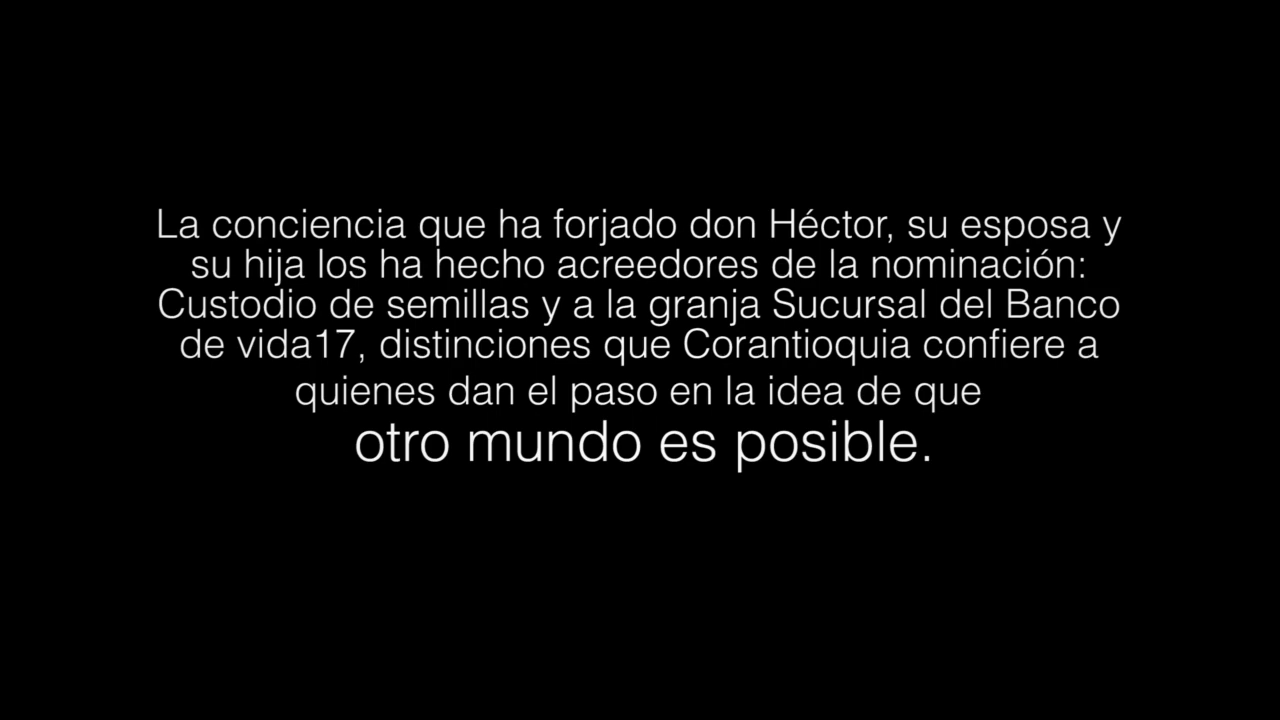 La conciencia que ha forjado don Héctor, su esposa y
su hija los ha hecho acreedores de la nominación:
Custodio de semillas y a la granja Sucursal del Banco
de vida17, distinciones que Corantioquia confiere a
quienes dan el paso en la idea de que
otro mundo es posible.